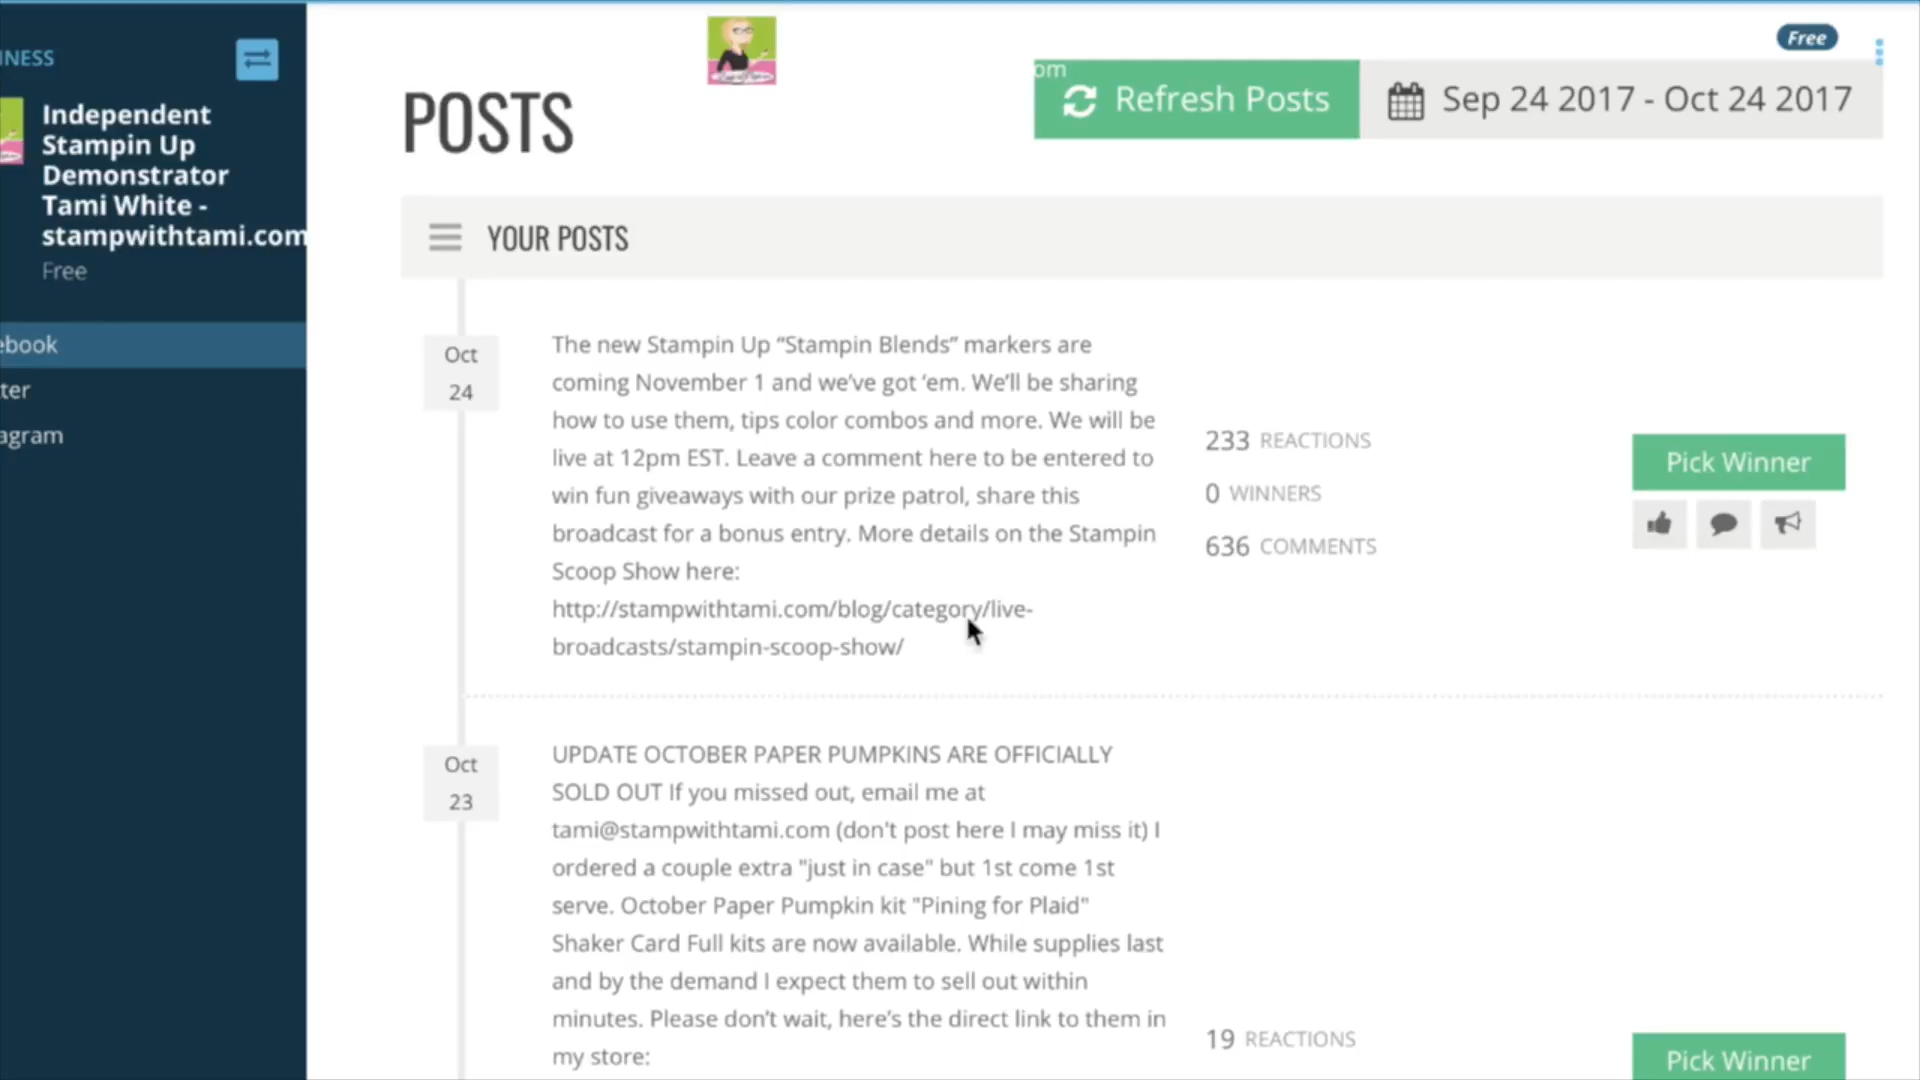 INESS
Independent
Stampin Up
Demonstrator
Tami White -
stampwithtami.com
Free
ebook
ter
agram
POSTS
om
Refresh Posts
Free
Sep 24 2017 - Oct 24 2017
YOUR POSTS
Oct
24
The new Stampin Up “Stampin Blends” markers are
coming November 1 and we’ve got ‘em. We’ll be sharing
how to use them, tips color combos and more. We will be
live at 12pm EST. Leave a comment here to be entered to
win fun giveaways with our prize patrol, share this
broadcast for a bonus entry. More details on the Stampin
Scoop Show here:
http://stampwithtami.com/blog/category/live-
broadcasts/stampin-scoop-show/
233 REACTIONS
0 WINNERS
636 COMMENTS
Pick Winner
Oct
23
UPDATE OCTOBER PAPER PUMPKINS ARE OFFICIALLY
SOLD OUT If you missed out, email me at
tami@stampwithtami.com (don't post here I may miss it) I
ordered a couple extra "just in case" but 1st come 1st
serve. October Paper Pumpkin kit "Pining for Plaid"
Shaker Card Full kits are now available. While supplies last
and by the demand I expect them to sell out within
minutes. Please don’t wait, here’s the direct link to them in
my store:
19 REACTIONS
Pick Winner